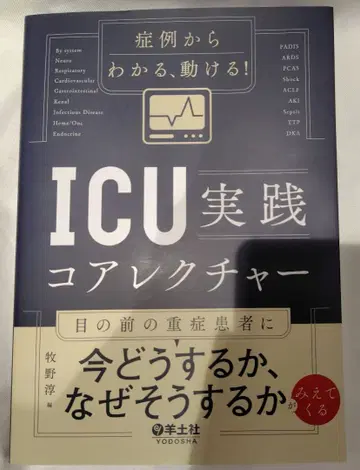 症例から
わかる、動ける!
By system
Neuro
Respiratory
Cardiovascular
Gastrointestinal
Renal
Infectious Disease
Heme/Onc
Endocrine
PADIS
ARDS
PCAS
Shock
ACLF
AKI
Sepsis
TTP
DKA
ICU実践
コアレクチャー
目の前の重症患者に
今どうするか、
なぜそうするかが
みえて
くる
牧野淳 編
羊土社
YODOSHA